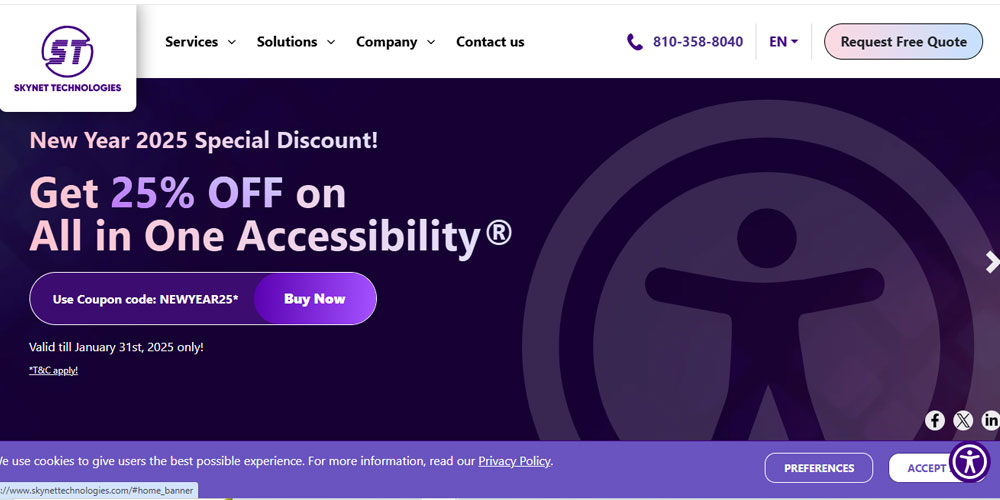 ST
SKYNET TECHNOLOGIES
Services
Solutions
Company
Contact us
810-358-8040
EN
Request Free Quote
New Year 2025 Special Discount!
Get 25% OFF on
All in One Accessibility®
Use Coupon code: NEWYEAR25*
Buy Now
Valid till January 31st, 2025 only!
*T&C apply!
f
X
in
e use cookies to give users the best possible experience. For more information, read our Privacy Policy.
PREFERENCES
ACCEPT
://www.skynettechnologies.com/#home_banner